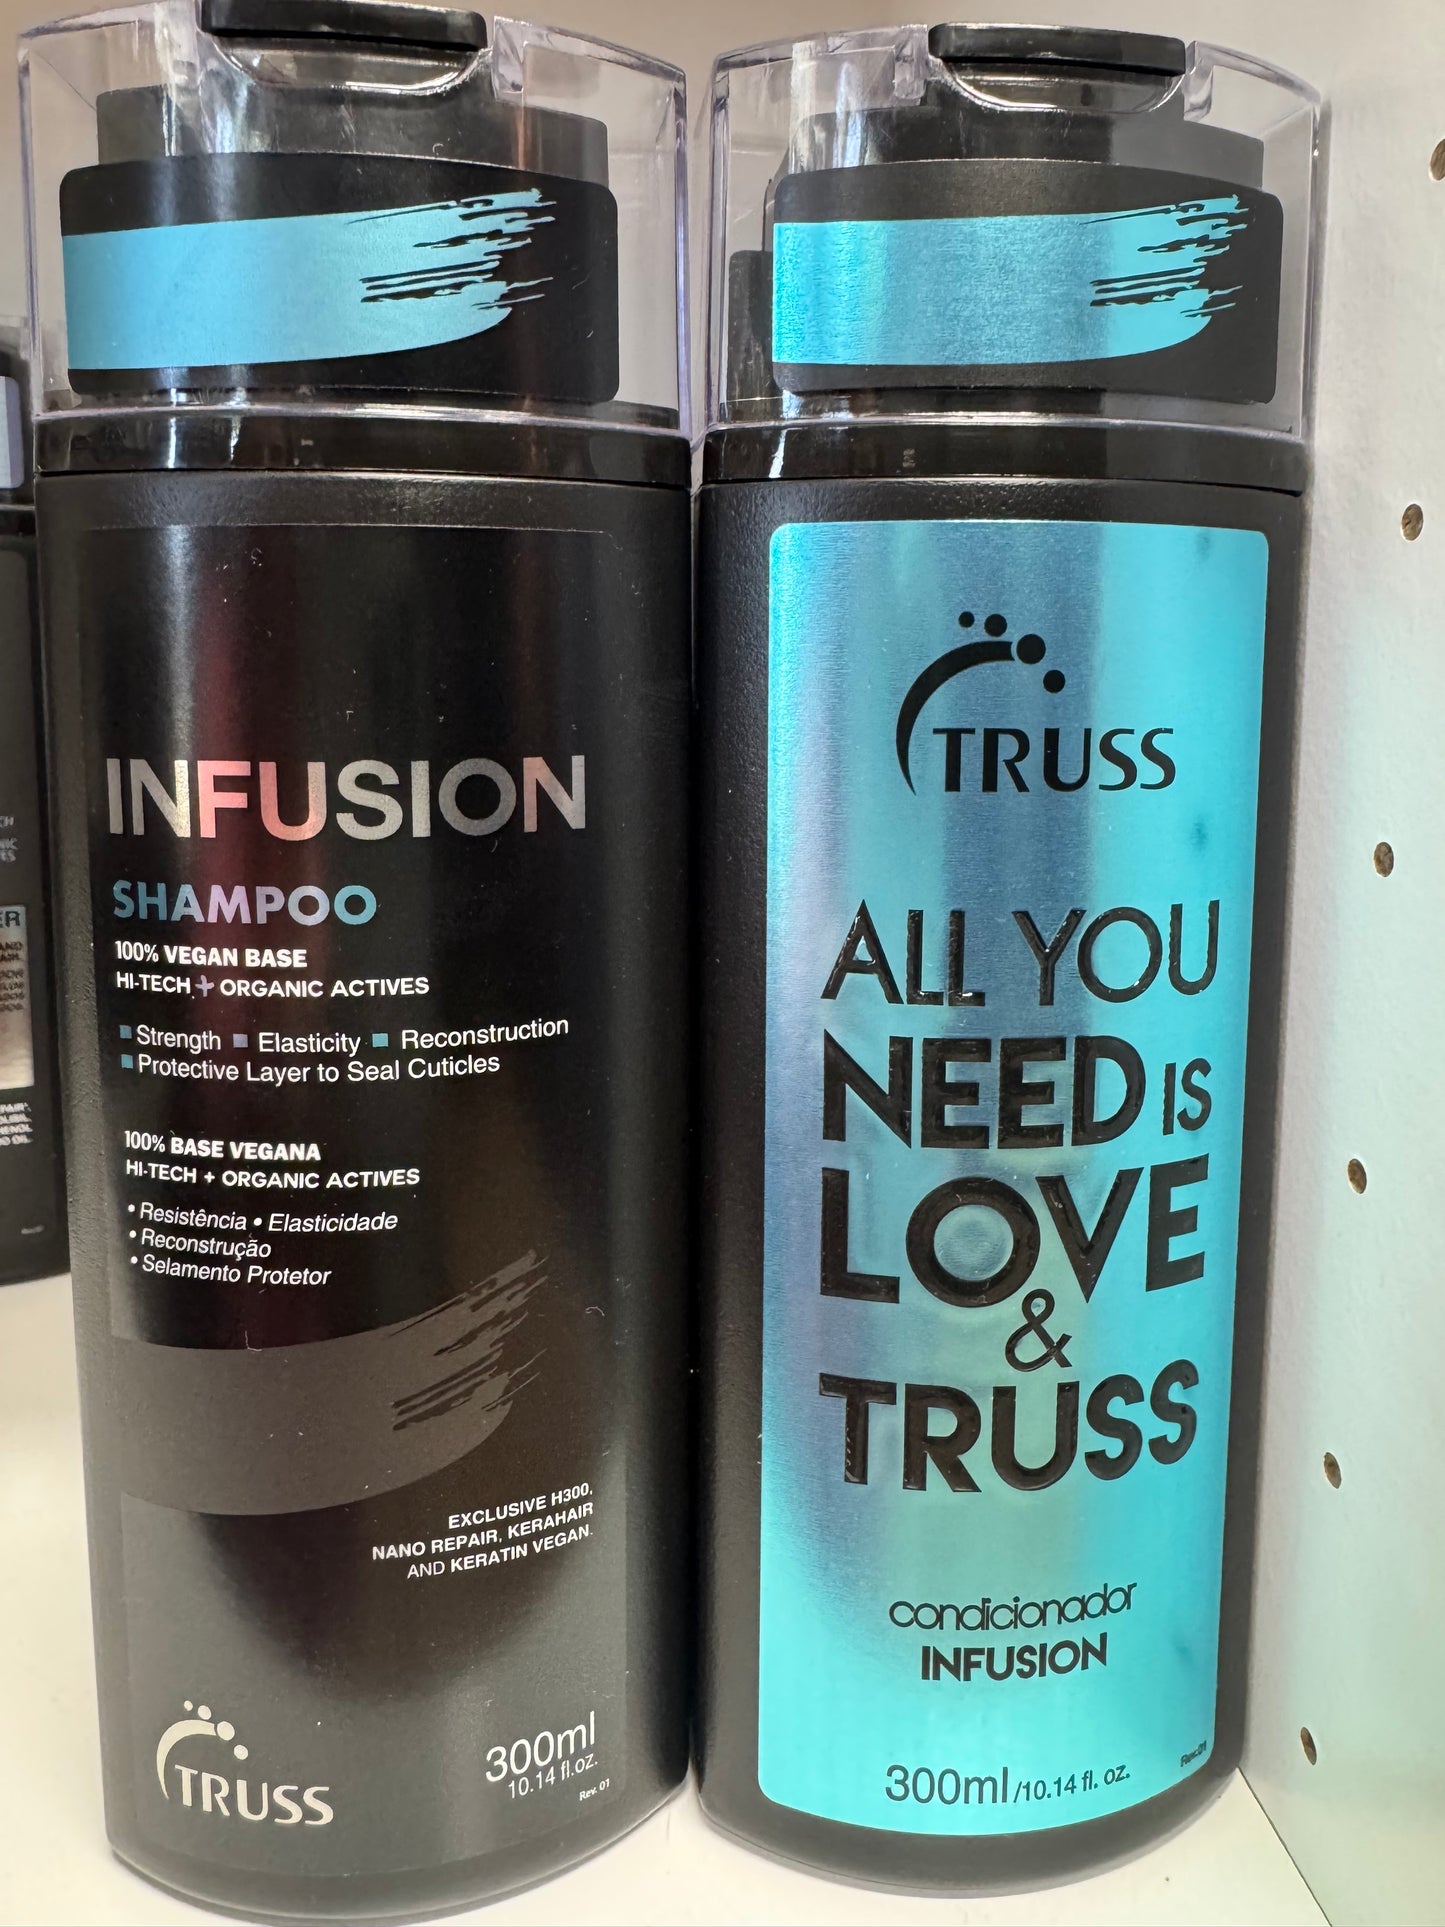 INFUSION
SHAMPOO
100% VEGAN BASE
HI-TECH + ORGANIC ACTIVES
Strength Elasticity Reconstruction
Protective Layer to Seal Cuticles
100% BASE VEGANA
HI-TECH + ORGANIC ACTIVES
• Resistência • Elasticidade
• Reconstrução
• Selamento Protetor
EXCLUSIVE H300,
NANO REPAIR, KERAHAIR
AND KERATIN VEGAN.
TRUSS
300ml
10.14 fl.oz.
Rev. 01
TRUSS
ALL YOU
NEED IS
LOVE
&
TRUSS
condicionador
INFUSION
300ml/10.14 fl. oz.
Rev.01